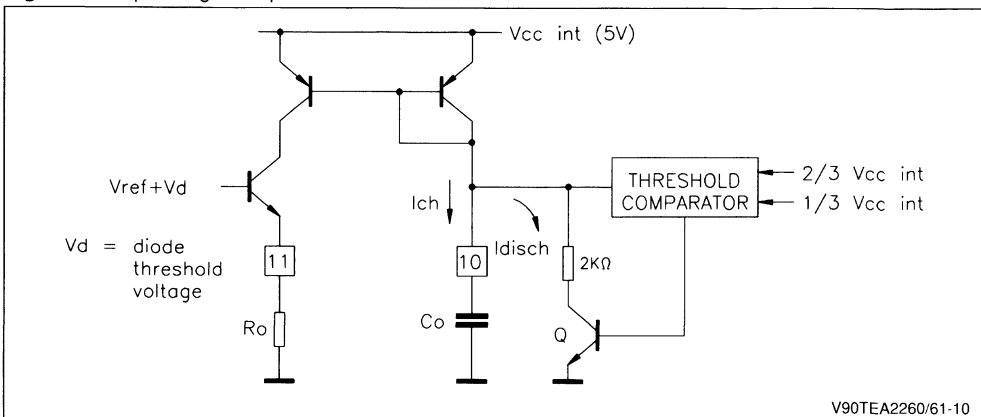 Vcc int (5V)
Vref+Vd
Vd = diode
threshold
voltage
11
Ro
Ich
10
Co
Idisch
2KΩ
Q
THRESHOLD
COMPARATOR
2/3 Vcc int
1/3 Vcc int
V90TEA2260/61-10